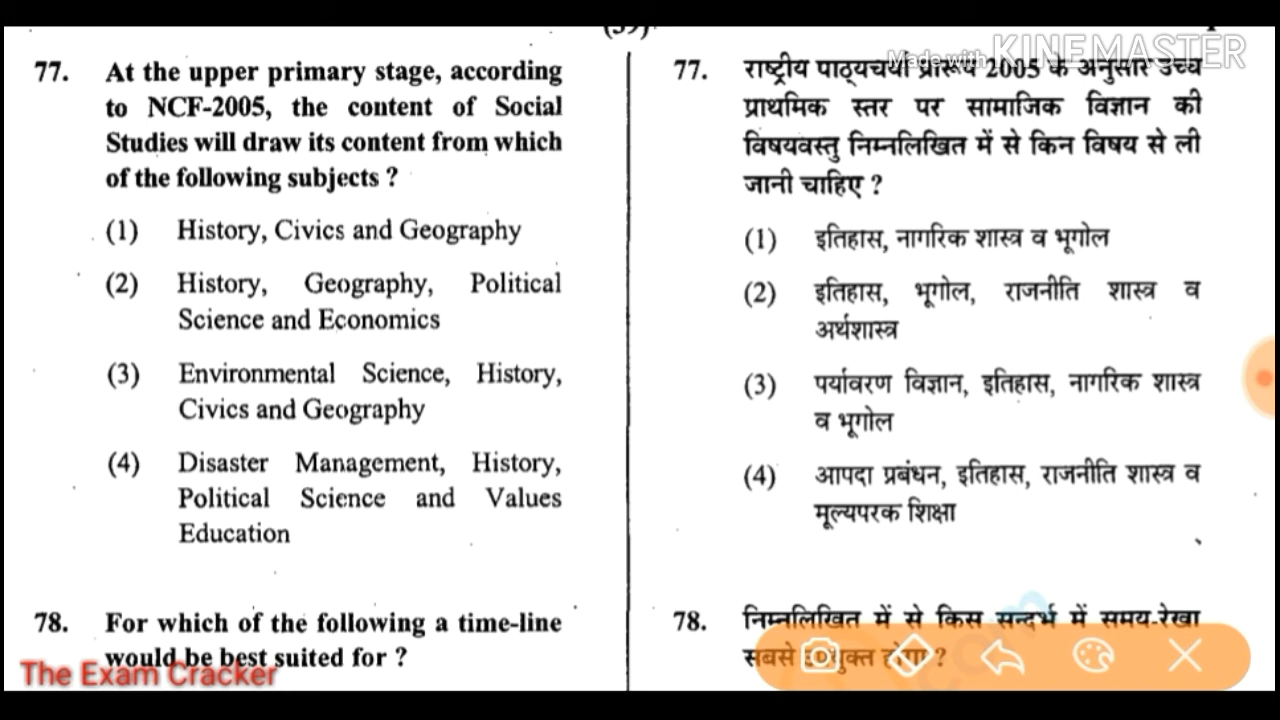 (39)
Made with KINEMASTER
77. At the upper primary stage, according
to NCF-2005, the content of Social
Studies will draw its content from which
of the following subjects ?
(1) History, Civics and Geography
(2) History, Geography, Political
Science and Economics
(3) Environmental Science, History,
Civics and Geography
(4) Disaster Management, History,
Political Science and Values
Education
78. For which of the following a time-line
would be best suited for ?
The Exam Cracker
77. राष्ट्रीय पाठ्यचर्या प्रारूप 2005 के अनुसार उच्च
प्राथमिक स्तर पर सामाजिक विज्ञान की
विषयवस्तु निम्नलिखित में से किन विषय से ली
जानी चाहिए ?
(1) इतिहास, नागरिक शास्त्र व भूगोल
(2) इतिहास, भूगोल, राजनीति शास्त्र व
अर्थशास्त्र
(3) पर्यावरण विज्ञान, इतिहास, नागरिक शास्त्र
व भूगोल
(4) आपदा प्रबंधन, इतिहास, राजनीति शास्त्र व
मूल्यपरक शिक्षा
78. निम्नलिखित में से किस सन्दर्भ में समय-रेखा
सबसे ?